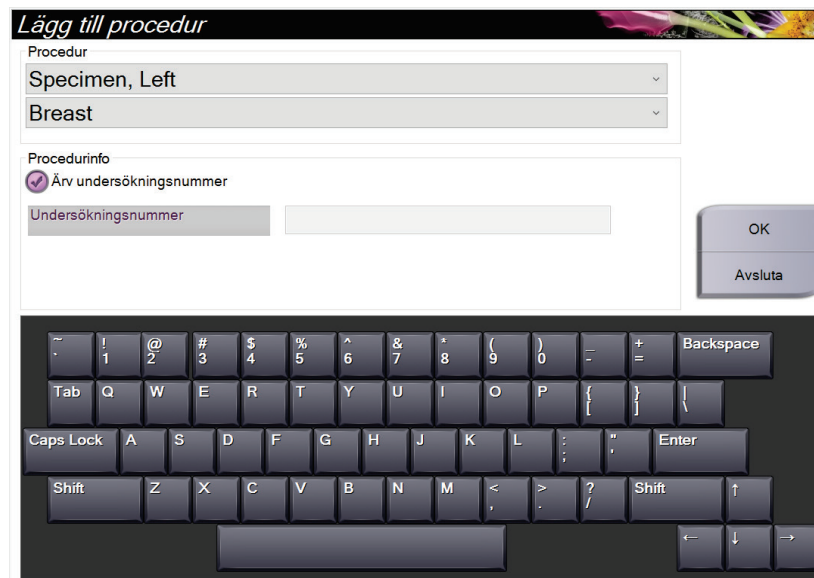 Lägg till procedur
Procedur
Specimen, Left
Breast
Procedurinfo
Ärv undersökningsnummer
Undersökningsnummer
OK
Avsluta
~ ! @ # $ % ^ & * ( ) _ + Backspace
` 1 2 3 4 5 6 7 8 9 0 - =
Tab Q W E R T Y U I O P { } |
[ ] \
Caps Lock A S D F G H J K L : " Enter
; '
Shift Z X C V B N M < > ? Shift ↑
, . /
← ↓ →